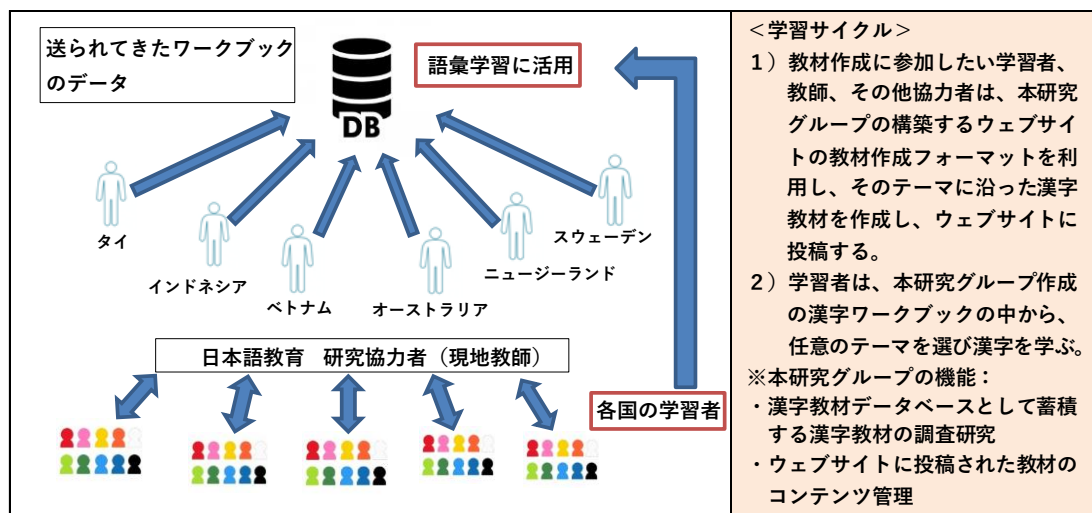 送られてきたワークブック
のデータ
DB
語彙学習に活用
タイ
インドネシア
ベトナム
オーストラリア
ニュージーランド
スウェーデン
日本語教育 研究協力者（現地教師）
各国の学習者
＜学習サイクル＞
１）教材作成に参加したい学習者、
教師、その他協力者は、本研究
グループの構築するウェブサイ
トの教材作成フォーマットを利
用し、そのテーマに沿った漢字
教材を作成し、ウェブサイトに
投稿する。
２）学習者は、本研究グループ作成
の漢字ワークブックの中から、
任意のテーマを選び漢字を学ぶ。
※本研究グループの機能：
・漢字教材データベースとして蓄積
する漢字教材の調査研究
・ウェブサイトに投稿された教材の
コンテンツ管理